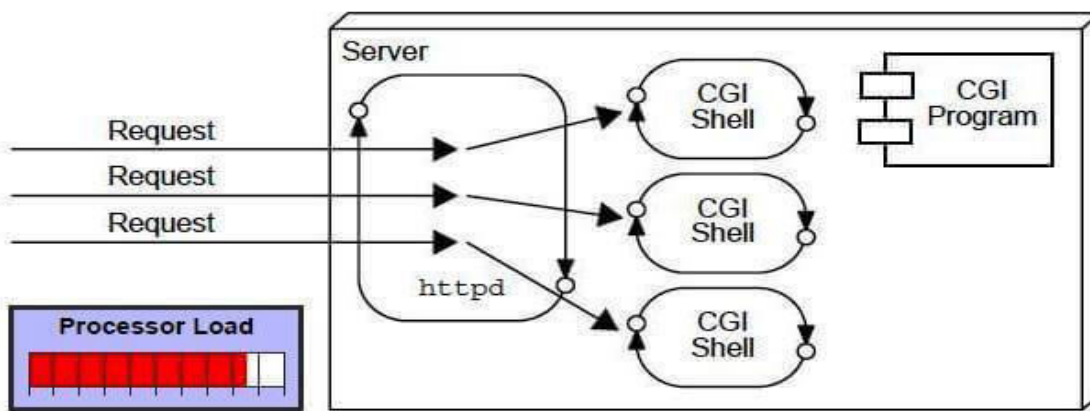 Server
Request
Request
Request
httpd
CGI
Shell
CGI
Shell
CGI
Shell
CGI
Program
Processor Load